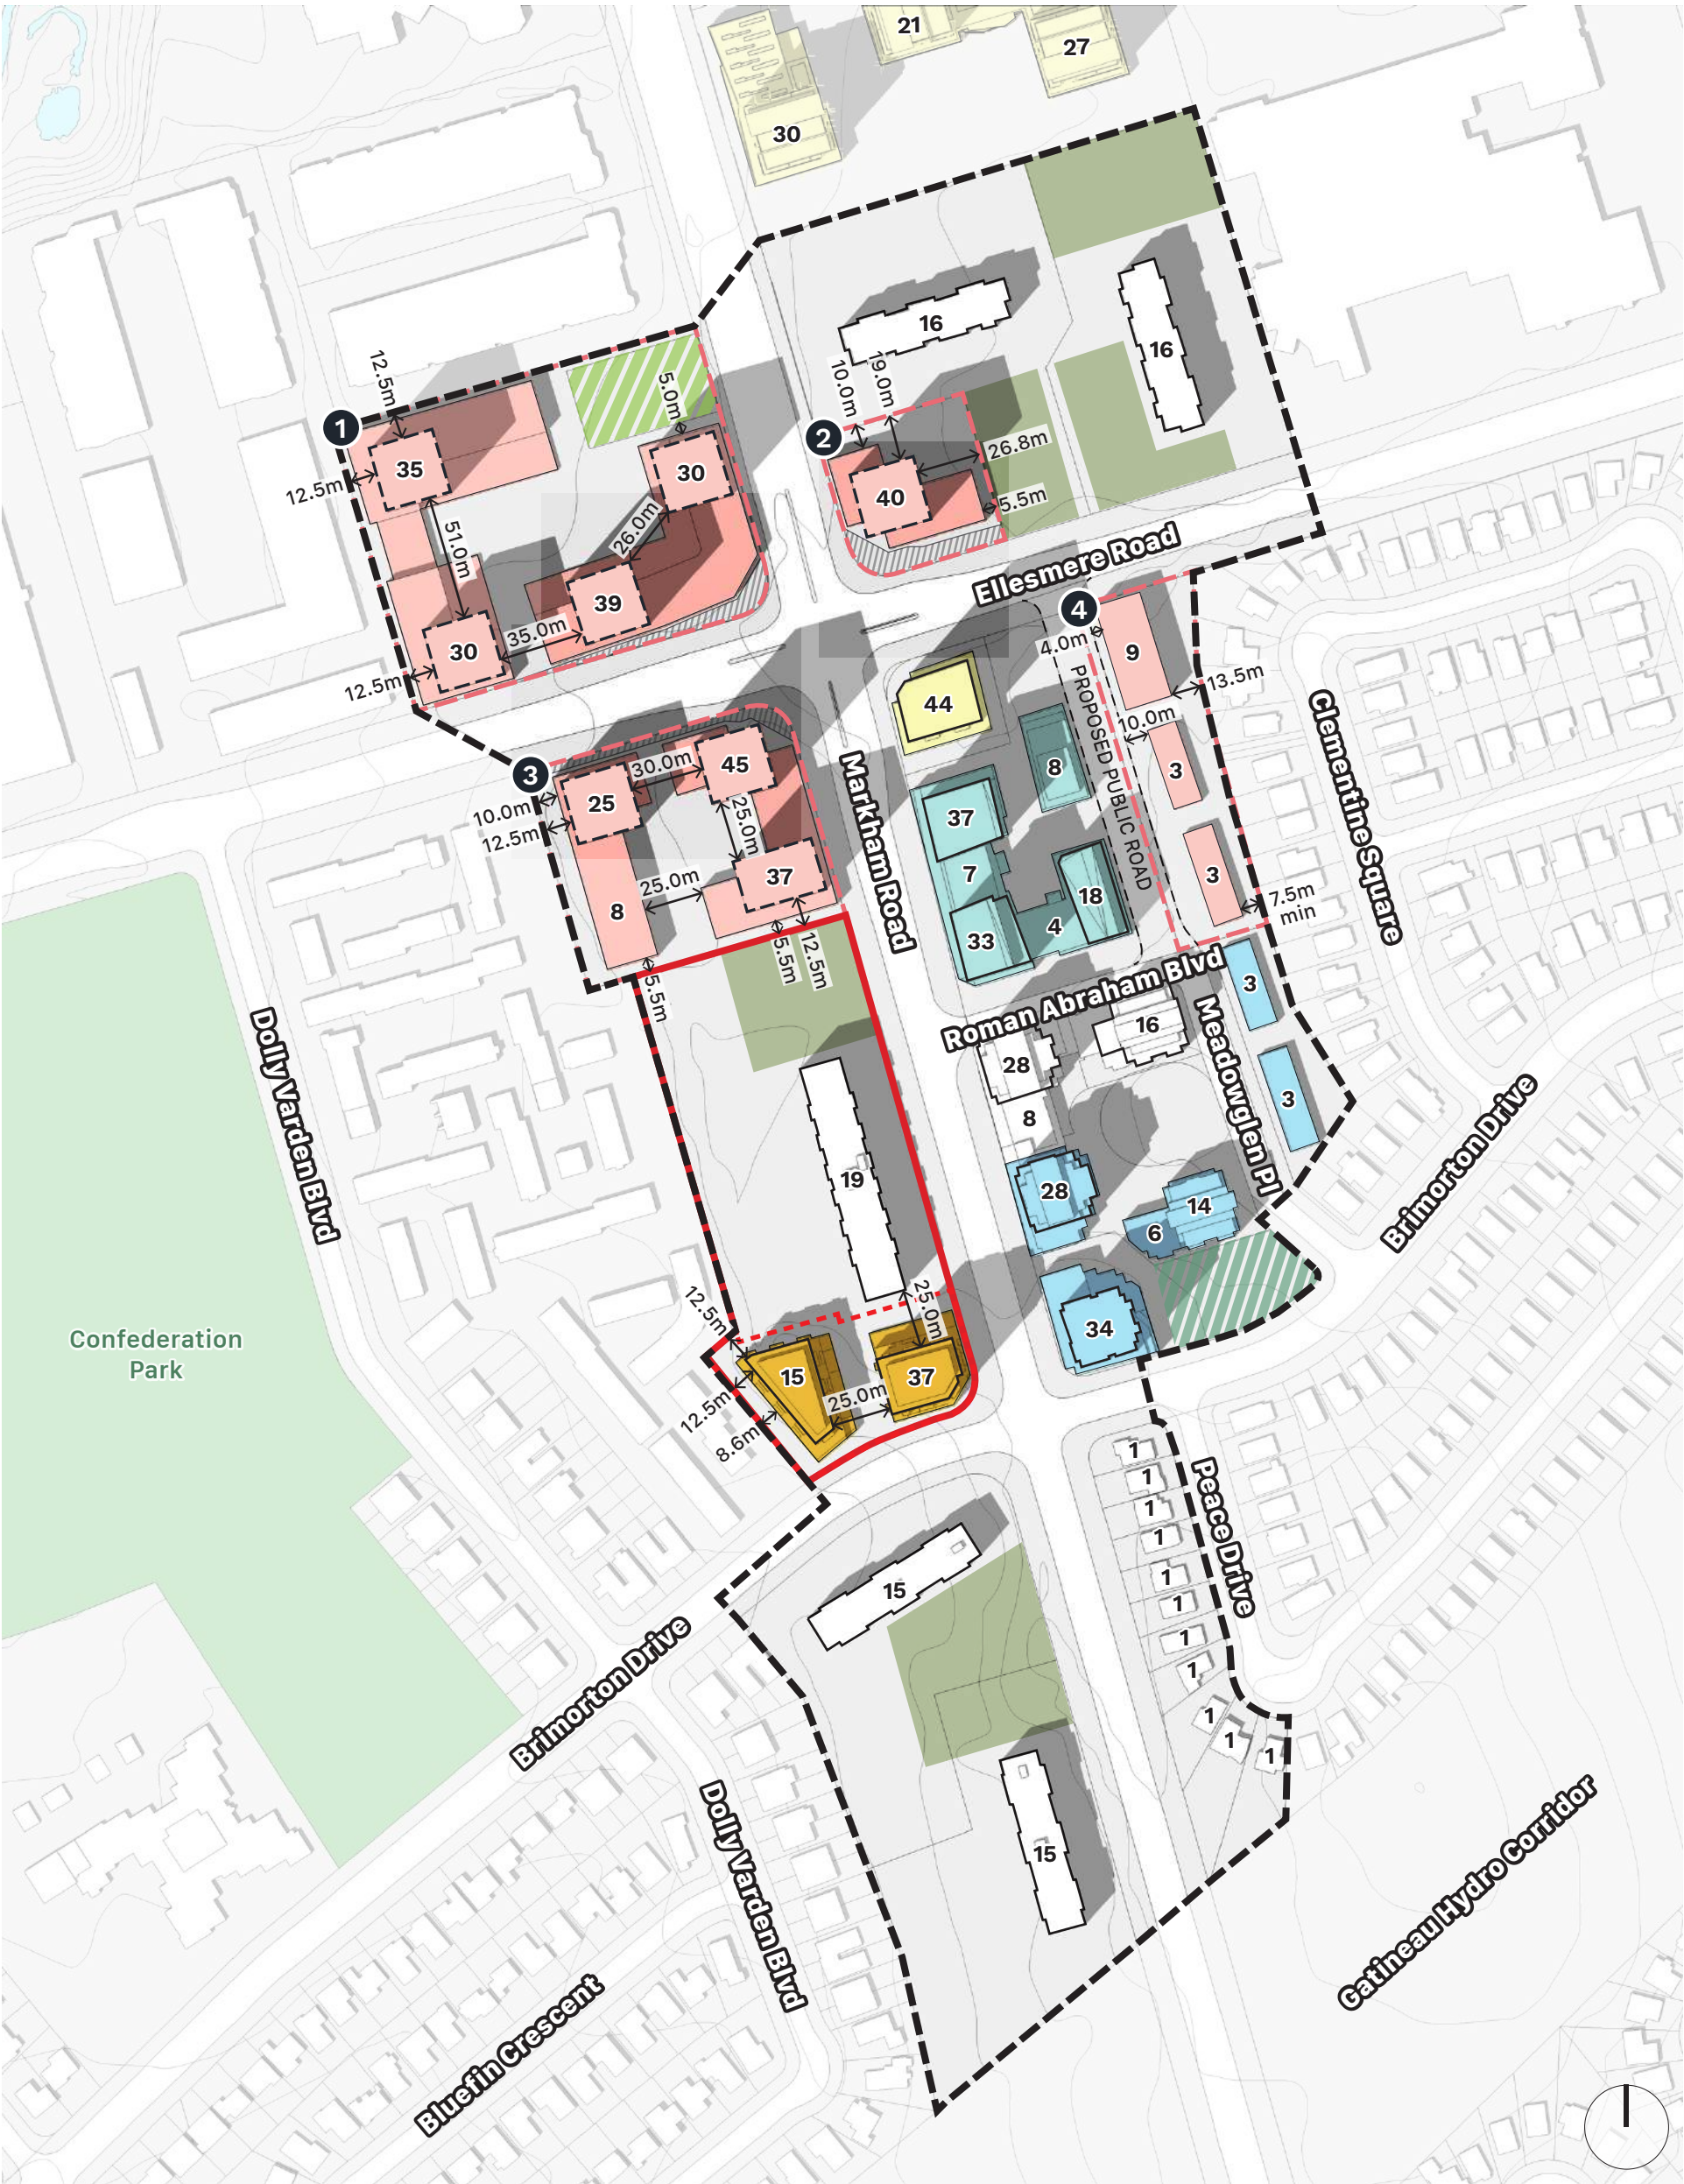 21
27
30
16
16
12.5m
1
35
12.5m
5.0m
30
51.0m
26.0m
39
35.0m
30
12.5m
10.0m
19.0m
2
26.8m
40
5.5m
Ellesmere Road
4
4.0m
9
13.5m
10.0m
PROPOSED PUBLIC ROAD
3
3
7.5m
min
Clementine Square
44
8
37
7
18
4
33
Markham Road
3
10.0m
12.5m
25
30.0m
45
25.0m
37
25.0m
8
5.5m
12.5m
5.5m
Roman Abraham Blvd
3
16
28
8
Meadowglen Pl
3
Brimorton Drive
28
14
6
34
19
Dolly Varden Blvd
Confederation
Park
12.5m
25.0m
15
37
25.0m
12.5m
8.6m
1
1
1
1
1
1
1
1
1
1
1
Peace Drive
15
15
Brimorton Drive
Dolly Varden Blvd
Bluefin Crescent
Gatineau Hydro Corridor